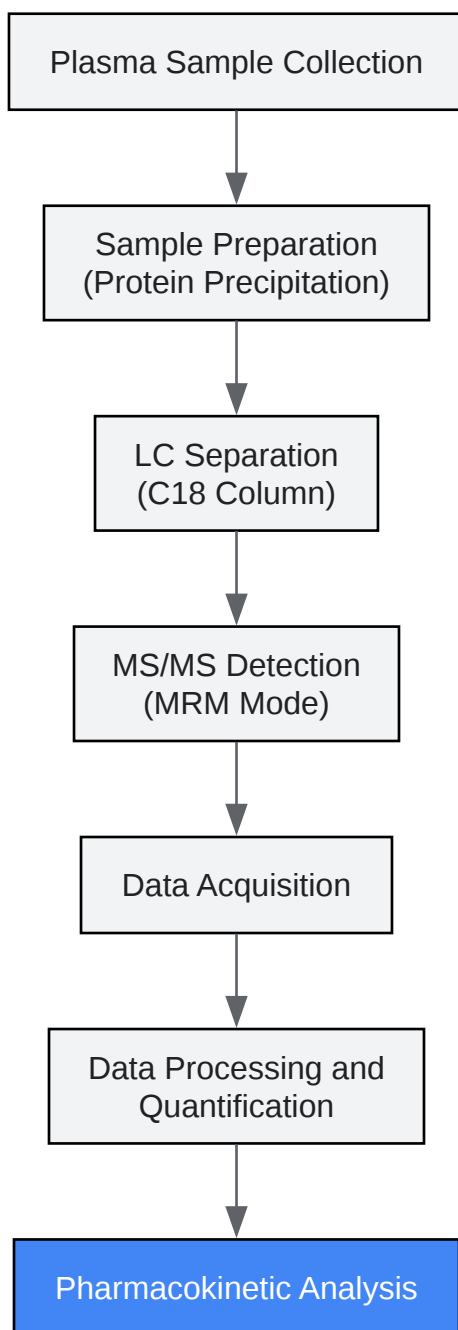 Plasma Sample Collection
Sample Preparation
(Protein Precipitation)
LC Separation
(C18 Column)
MS/MS Detection
(MRM Mode)
Data Acquisition
Data Processing and
Quantification
Pharmacokinetic Analysis